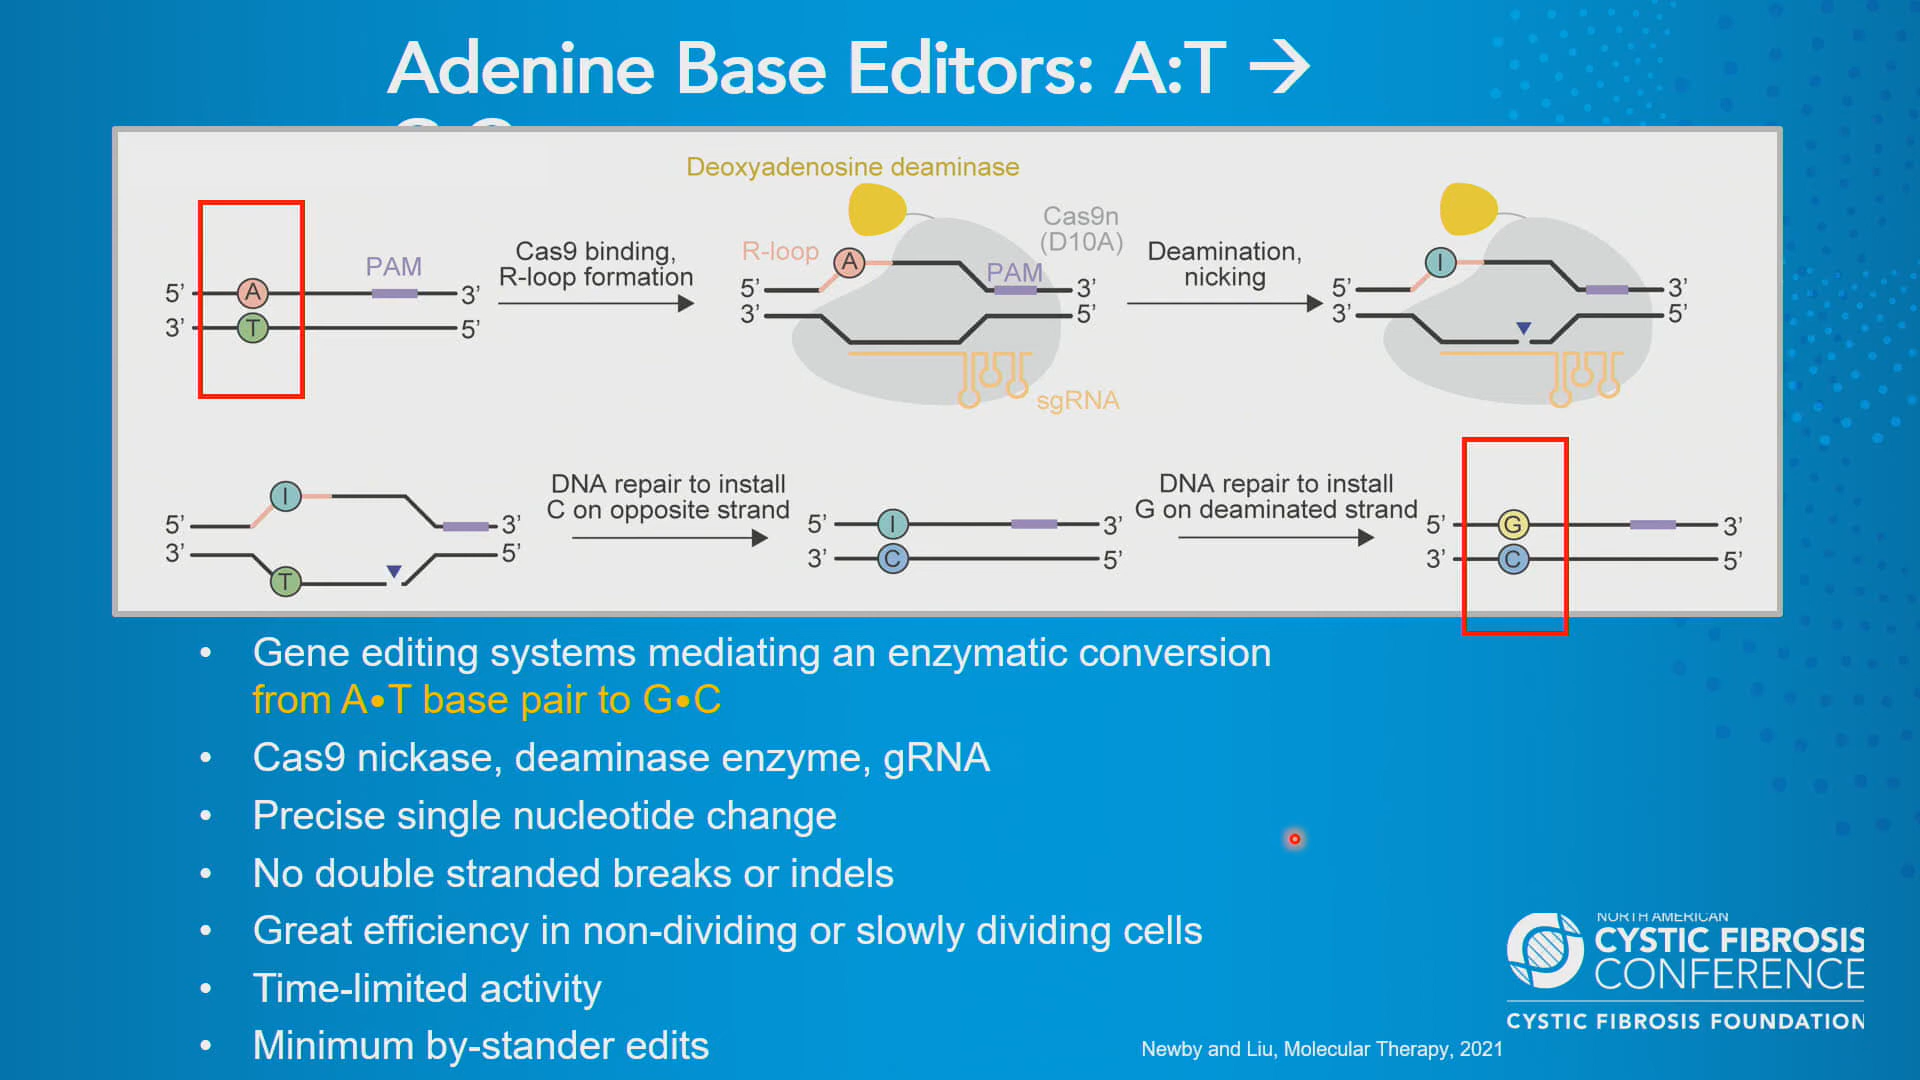 Adenine Base Editors: A:T →
Deoxyadenosine deaminase
Cas9 binding,
R-loop formation
R-loop
Cas9n
(D10A)
Deamination,
nicking
PAM
5’ A 3’
3’ T 5’
A
PAM
5’ 3’
3’ 5’
sgRNA
I
5’ 3’
3’ 5’
DNA repair to install
C on opposite strand
DNA repair to install
G on deaminated strand
I
5’ 3’
3’ 5’
T
5’ I 3’
3’ C 5’
5’ G 3’
3’ C 5’
• Gene editing systems mediating an enzymatic conversion
from A•T base pair to G•C
• Cas9 nickase, deaminase enzyme, gRNA
• Precise single nucleotide change
• No double stranded breaks or indels
• Great efficiency in non-dividing or slowly dividing cells
• Time-limited activity
• Minimum by-stander edits
NORTH AMERICAN
CYSTIC FIBROSIS
CONFERENCE
CYSTIC FIBROSIS FOUNDATION
Newby and Liu, Molecular Therapy, 2021